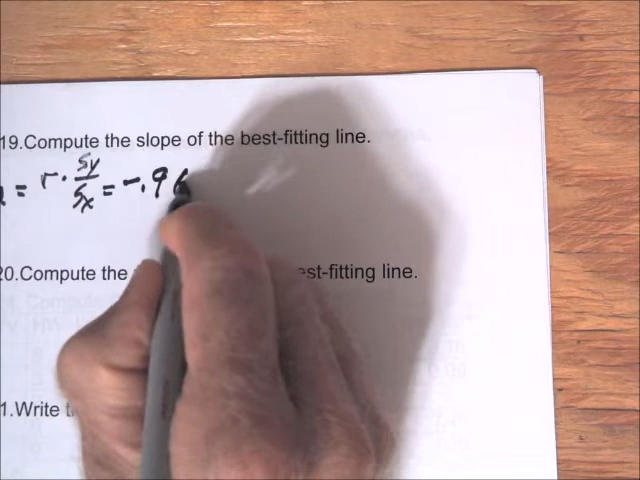 19.Compute the slope of the best-fitting line.
= r · Sy/Sx = -.96
20.Compute the est-fitting line.
1.Write t